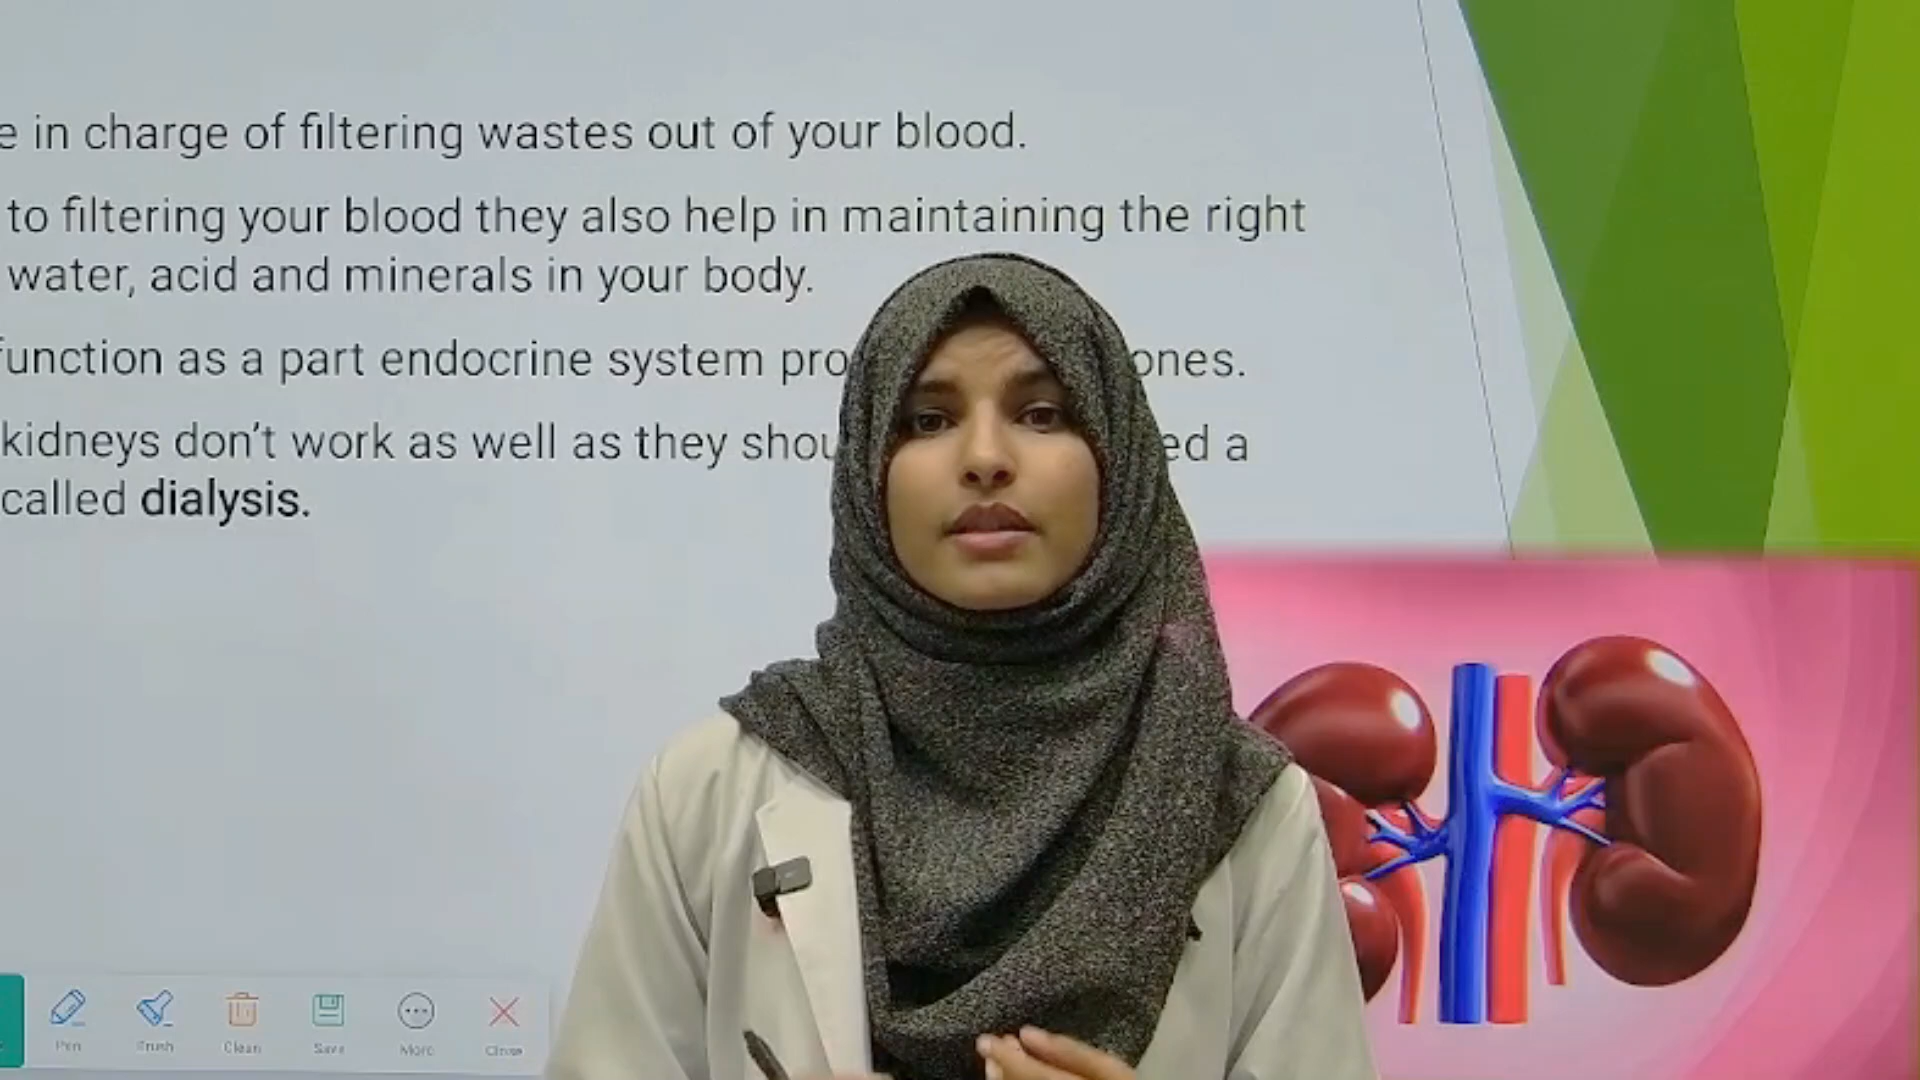 e in charge of filtering wastes out of your blood.
to filtering your blood they also help in maintaining the right
water, acid and minerals in your body.
function as a part endocrine system pro ones.
kidneys don't work as well as they shou ed a
called dialysis.
Pen Brush Clean Save More Close